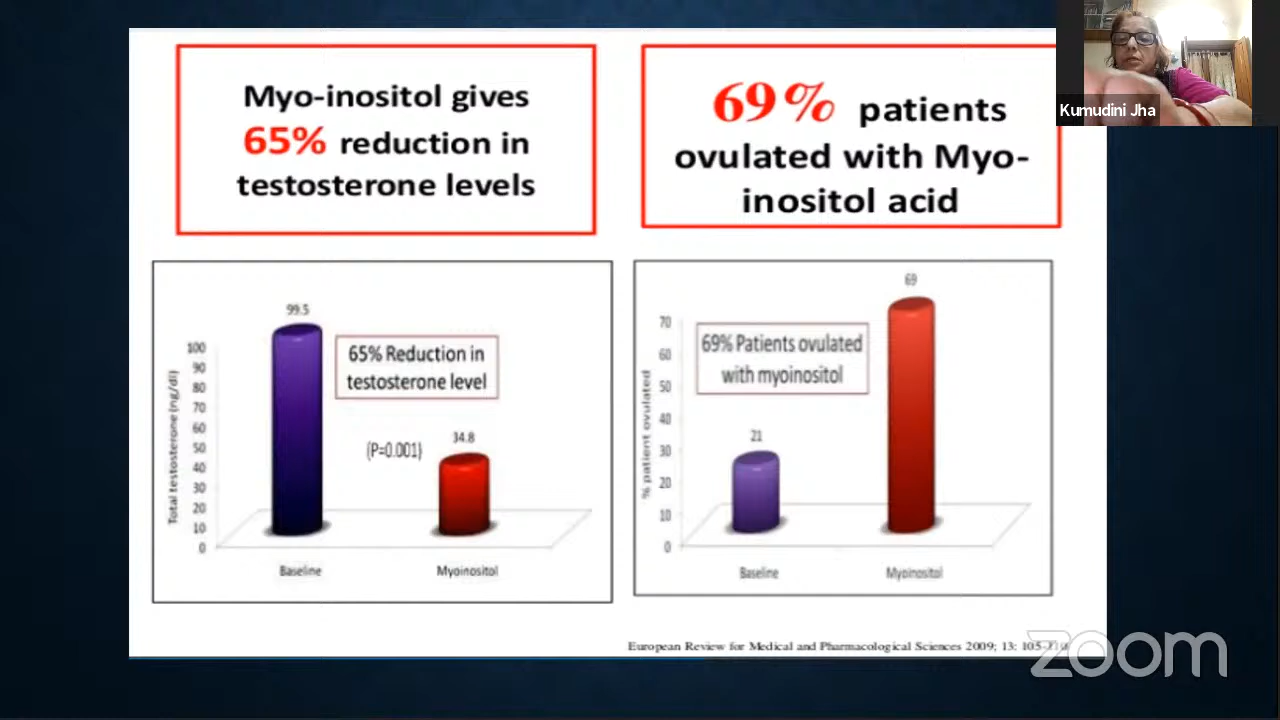 Myo-inositol gives
65% reduction in
testosterone levels
69% patients
ovulated with Myo-
inositol acid
Kumudini Jha
99.5
100
90
80
70
60
50
40
30
20
10
0
Total testosterone (ng/dl)
65% Reduction in
testosterone level
(P=0.001)
34.8
Baseline
Myoinositol
69
70
60
50
40
30
20
10
0
% patient ovulated
69% Patients ovulated
with myoinositol
21
Baseline
Myoinositol
European Review for Medical and Pharmacological Sciences 2009; 13: 105-
zoom